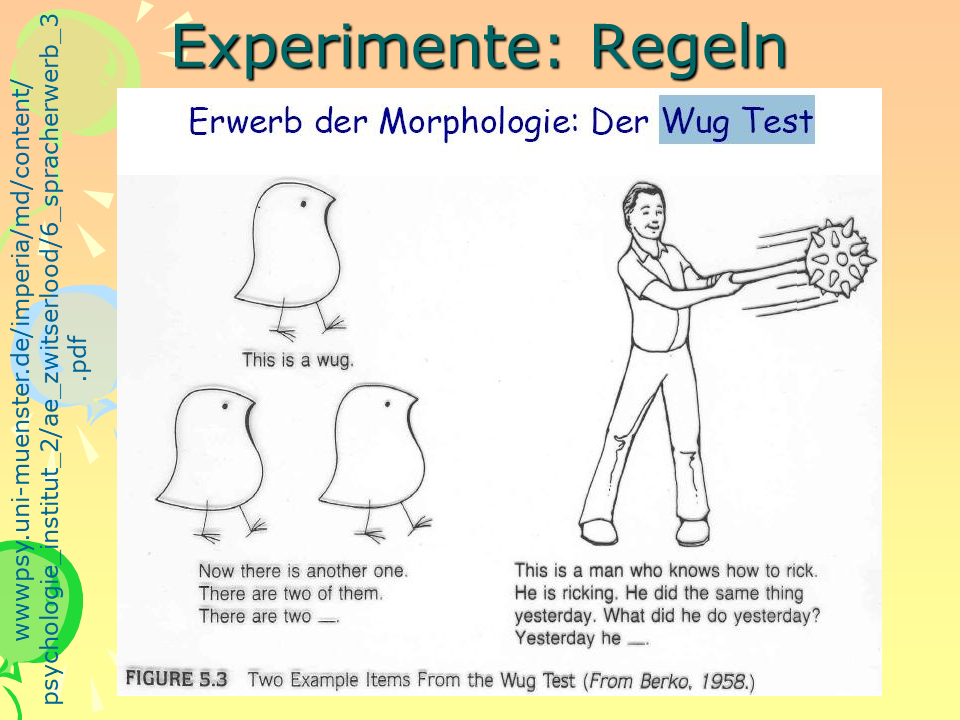 Experimente: Regeln
wwwpsy.uni-muenster.de/imperia/md/content/
psychologie_institut_2/ae_zwitserlood/6_spracherwerb_3
.pdf
Erwerb der Morphologie: Der Wug Test
This is a wug.
Now there is another one.
There are two of them.
There are two __.
This is a man who knows how to rick.
He is ricking. He did the same thing
yesterday. What did he do yesterday?
Yesterday he __.
FIGURE 5.3 Two Example Items From the Wug Test (From Berko, 1958.)